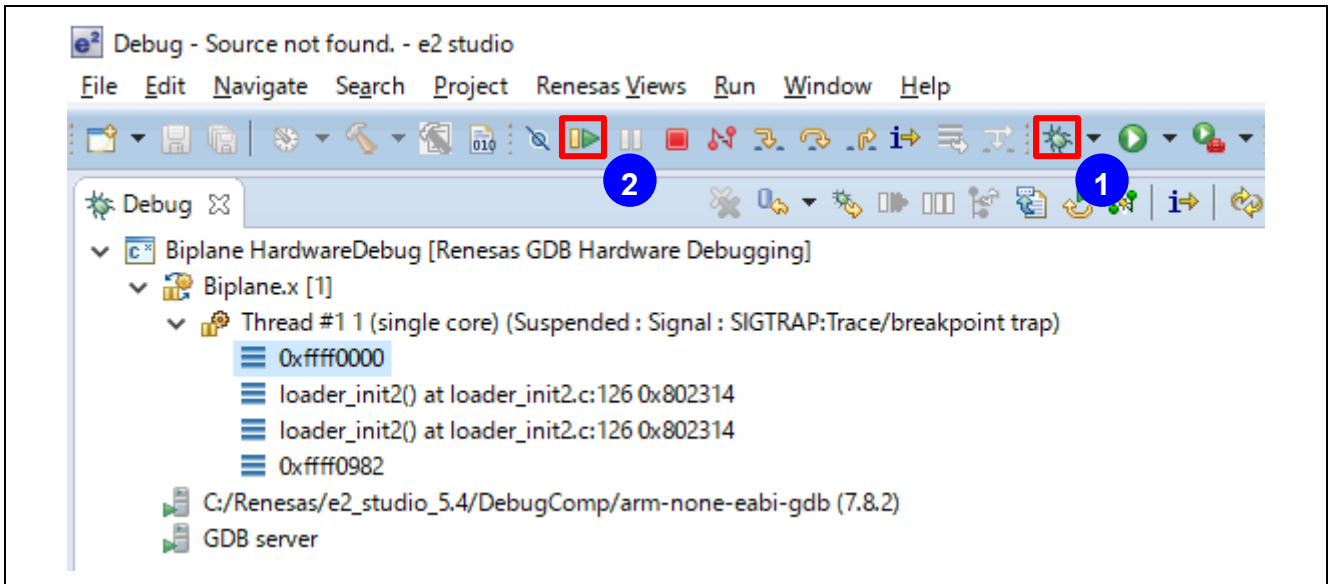 e² Debug - Source not found. - e2 studio
File Edit Navigate Search Project Renesas Views Run Window Help
010
2
1
Debug
c Biplane HardwareDebug [Renesas GDB Hardware Debugging]
Biplane.x [1]
Thread #1 1 (single core) (Suspended : Signal : SIGTRAP:Trace/breakpoint trap)
0xffff0000
loader_init2() at loader_init2.c:126 0x802314
loader_init2() at loader_init2.c:126 0x802314
0xffff0982
C:/Renesas/e2_studio_5.4/DebugComp/arm-none-eabi-gdb (7.8.2)
GDB server